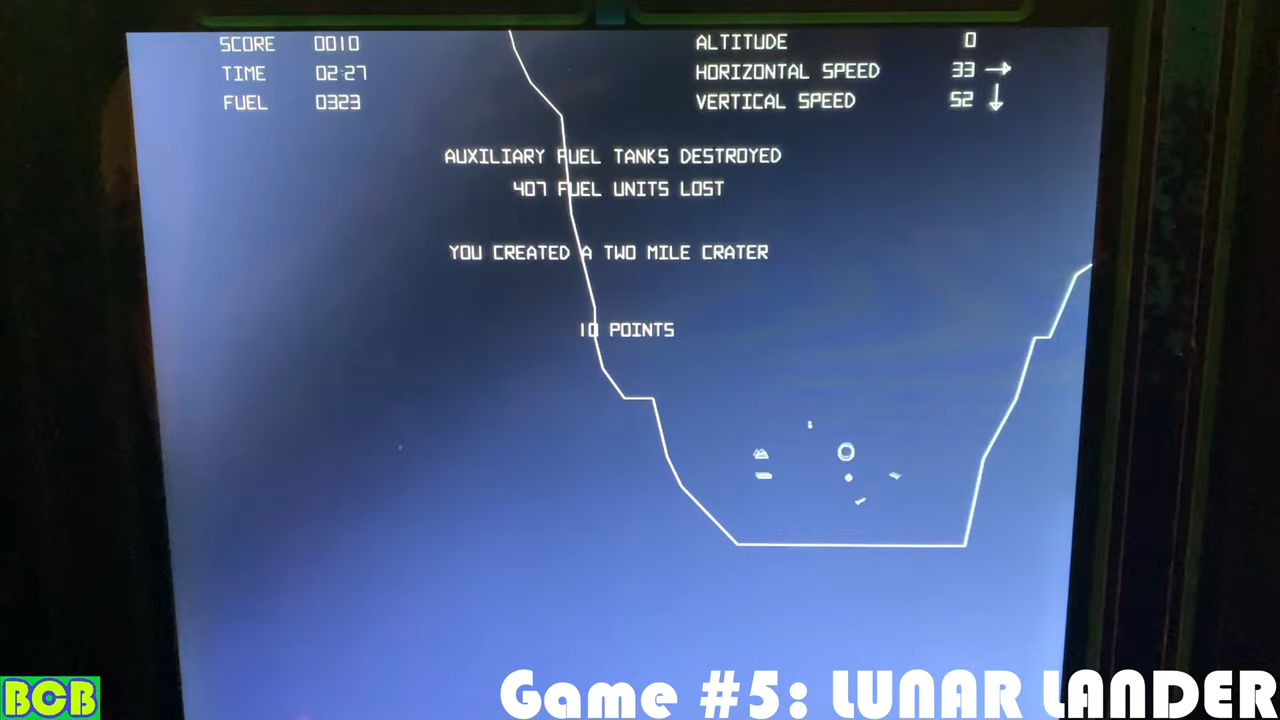 SCORE 0010
TIME 02:27
FUEL 0323
ALTITUDE 0
HORIZONTAL SPEED 33 →
VERTICAL SPEED 52 ↓
AUXILIARY FUEL TANKS DESTROYED
407 FUEL UNITS LOST
YOU CREATED A TWO MILE CRATER
10 POINTS
BCB
Game #5: LUNAR LANDER